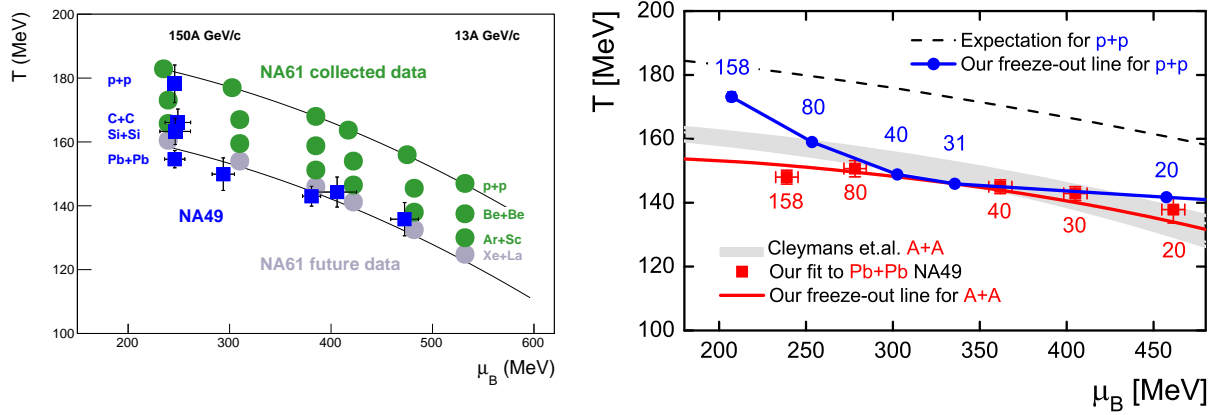 T (MeV)
200
180
160
140
120
100
150A GeV/c
13A GeV/c
NA61 collected data
p+p
C+C
Si+Si
Pb+Pb
NA49
p+p
Be+Be
Ar+Sc
Xe+La
NA61 future data
200
300
400
500
600
μB (MeV)
T [MeV]
200
180
160
140
120
100
Expectation for p+p
Our freeze-out line for p+p
158
80
40
31
20
158
80
40
30
20
Cleymans et.al. A+A
Our fit to Pb+Pb NA49
Our freeze-out line for A+A
200
250
300
350
400
450
μB [MeV]